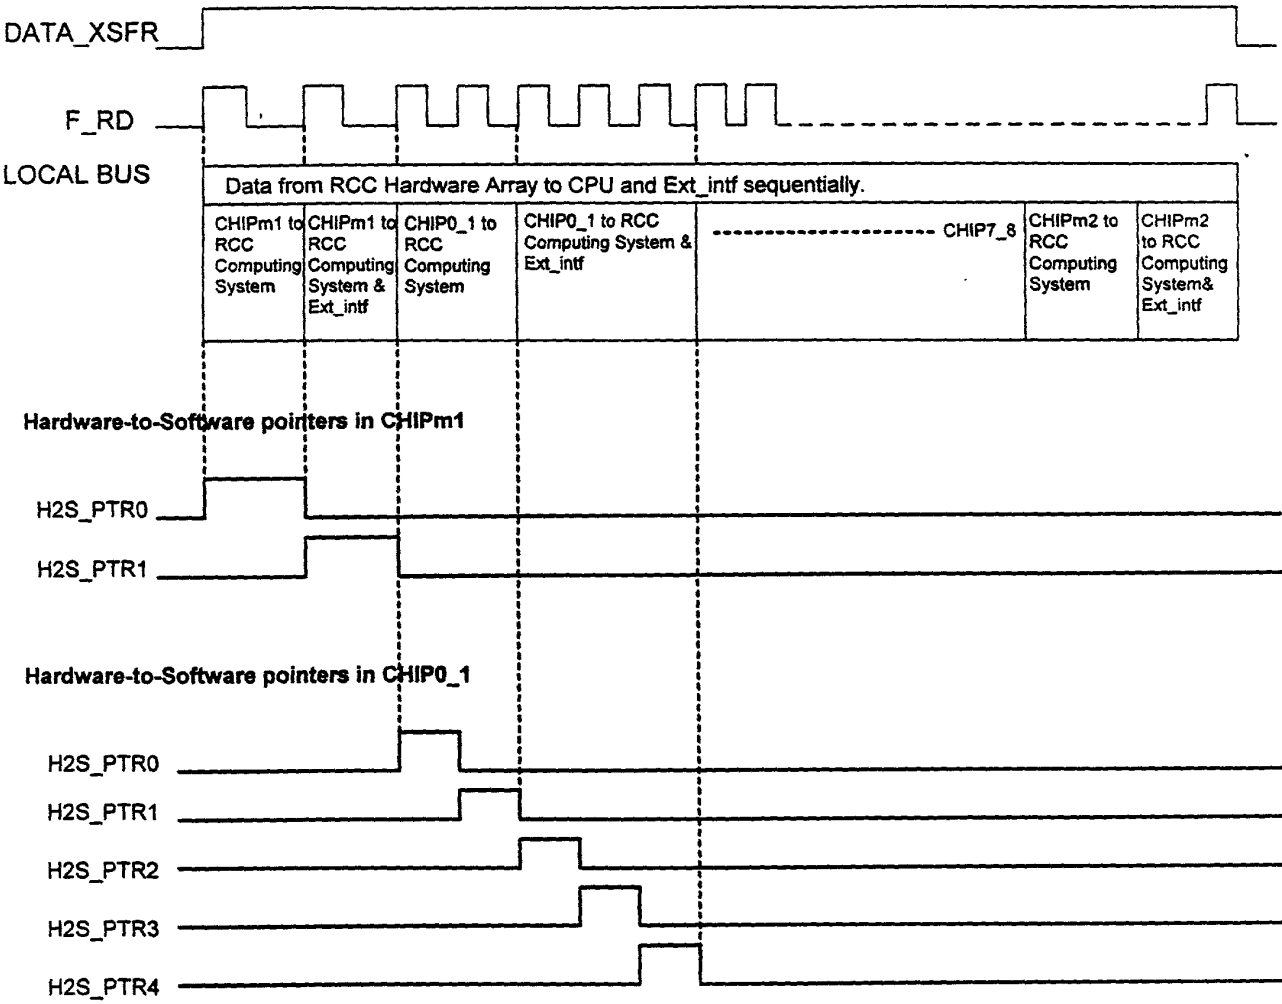 DATA_XSFR
F_RD
LOCAL BUS
Data from RCC Hardware Array to CPU and Ext_intf sequentially.
CHIPm1 to
RCC
Computing
System
CHIPm1 to
RCC
Computing
System &
Ext_intf
CHIP0_1 to
RCC
Computing
System
CHIP0_1 to RCC
Computing System &
Ext_intf
CHIP7_8
CHIPm2 to
RCC
Computing
System
CHIPm2
to RCC
Computing
System&
Ext_intf
Hardware-to-Software pointers in CHIPm1
H2S_PTR0
H2S_PTR1
Hardware-to-Software pointers in CHIP0_1
H2S_PTR0
H2S_PTR1
H2S_PTR2
H2S_PTR3
H2S_PTR4